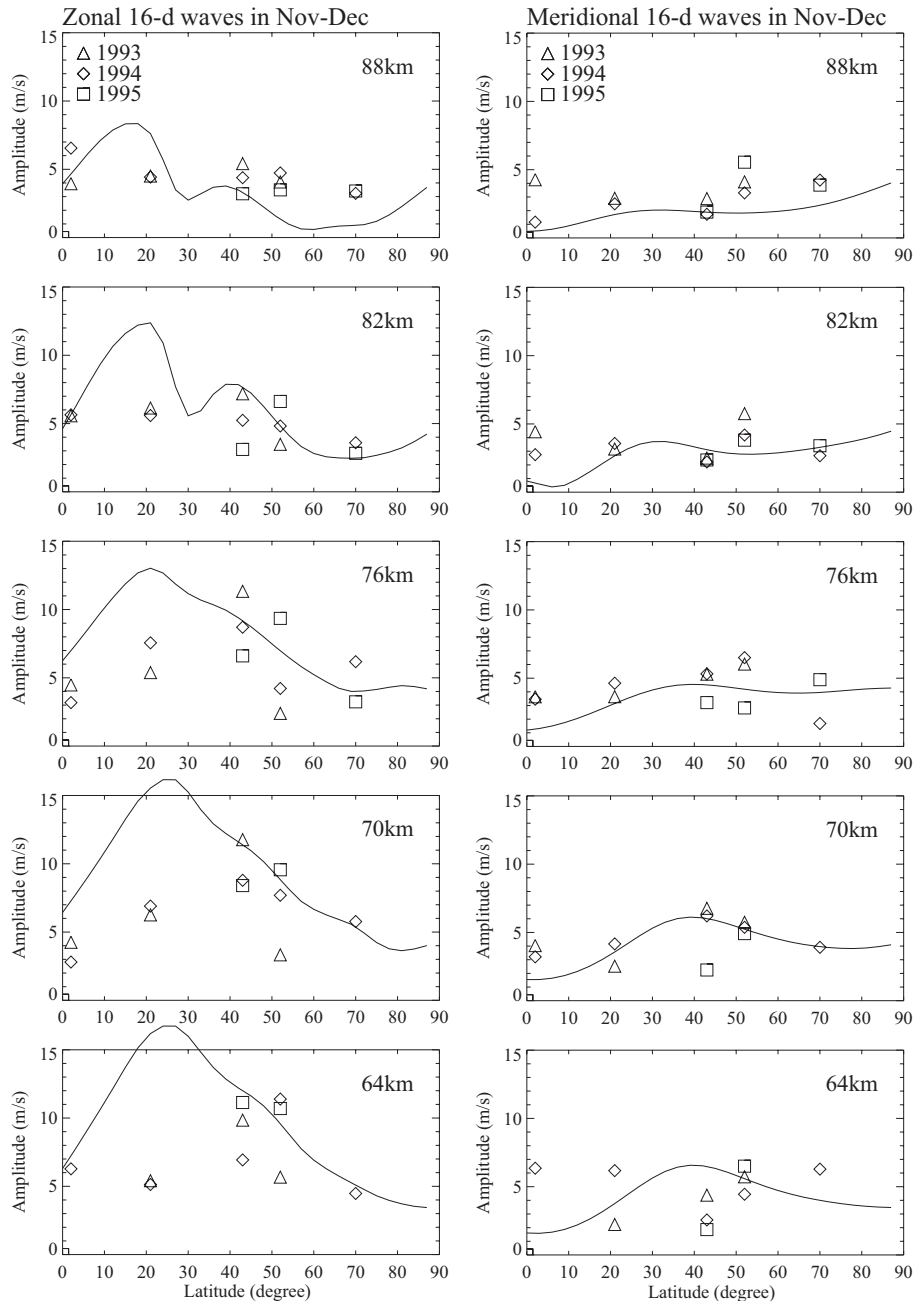 Zonal 16-d waves in Nov-Dec
15
10
5
0
Amplitude (m/s)
△ 1993
◇ 1994
□ 1995
88km
0 10 20 30 40 50 60 70 80 90
15
10
5
0
Amplitude (m/s)
82km
0 10 20 30 40 50 60 70 80 90
15
10
5
0
Amplitude (m/s)
76km
0 10 20 30 40 50 60 70 80 90
15
10
5
0
Amplitude (m/s)
70km
0 10 20 30 40 50 60 70 80 90
15
10
5
0
Amplitude (m/s)
64km
0 10 20 30 40 50 60 70 80 90
Latitude (degree)
Meridional 16-d waves in Nov-Dec
15
10
5
0
Amplitude (m/s)
△ 1993
◇ 1994
□ 1995
88km
0 10 20 30 40 50 60 70 80 90
15
10
5
0
Amplitude (m/s)
82km
0 10 20 30 40 50 60 70 80 90
15
10
5
0
Amplitude (m/s)
76km
0 10 20 30 40 50 60 70 80 90
15
10
5
0
Amplitude (m/s)
70km
0 10 20 30 40 50 60 70 80 90
15
10
5
0
Amplitude (m/s)
64km
0 10 20 30 40 50 60 70 80 90
Latitude (degree)